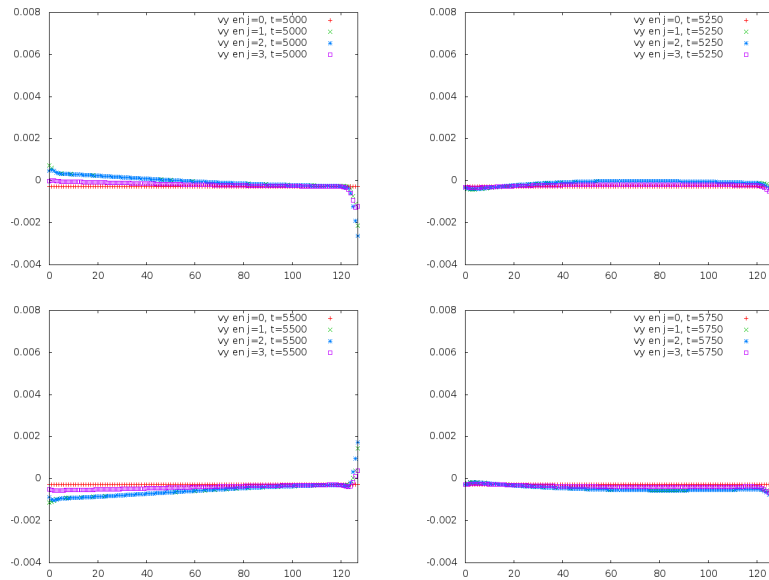 0.008
0.006
0.004
0.002
0
-0.002
-0.004
0 20 40 60 80 100 120
vy en j=0, t=5000
vy en j=1, t=5000
vy en j=2, t=5000
vy en j=3, t=5000
0.008
0.006
0.004
0.002
0
-0.002
-0.004
0 20 40 60 80 100 120
vy en j=0, t=5250
vy en j=1, t=5250
vy en j=2, t=5250
vy en j=3, t=5250
0.008
0.006
0.004
0.002
0
-0.002
-0.004
0 20 40 60 80 100 120
vy en j=0, t=5500
vy en j=1, t=5500
vy en j=2, t=5500
vy en j=3, t=5500
0.008
0.006
0.004
0.002
0
-0.002
-0.004
0 20 40 60 80 100 120
vy en j=0, t=5750
vy en j=1, t=5750
vy en j=2, t=5750
vy en j=3, t=5750